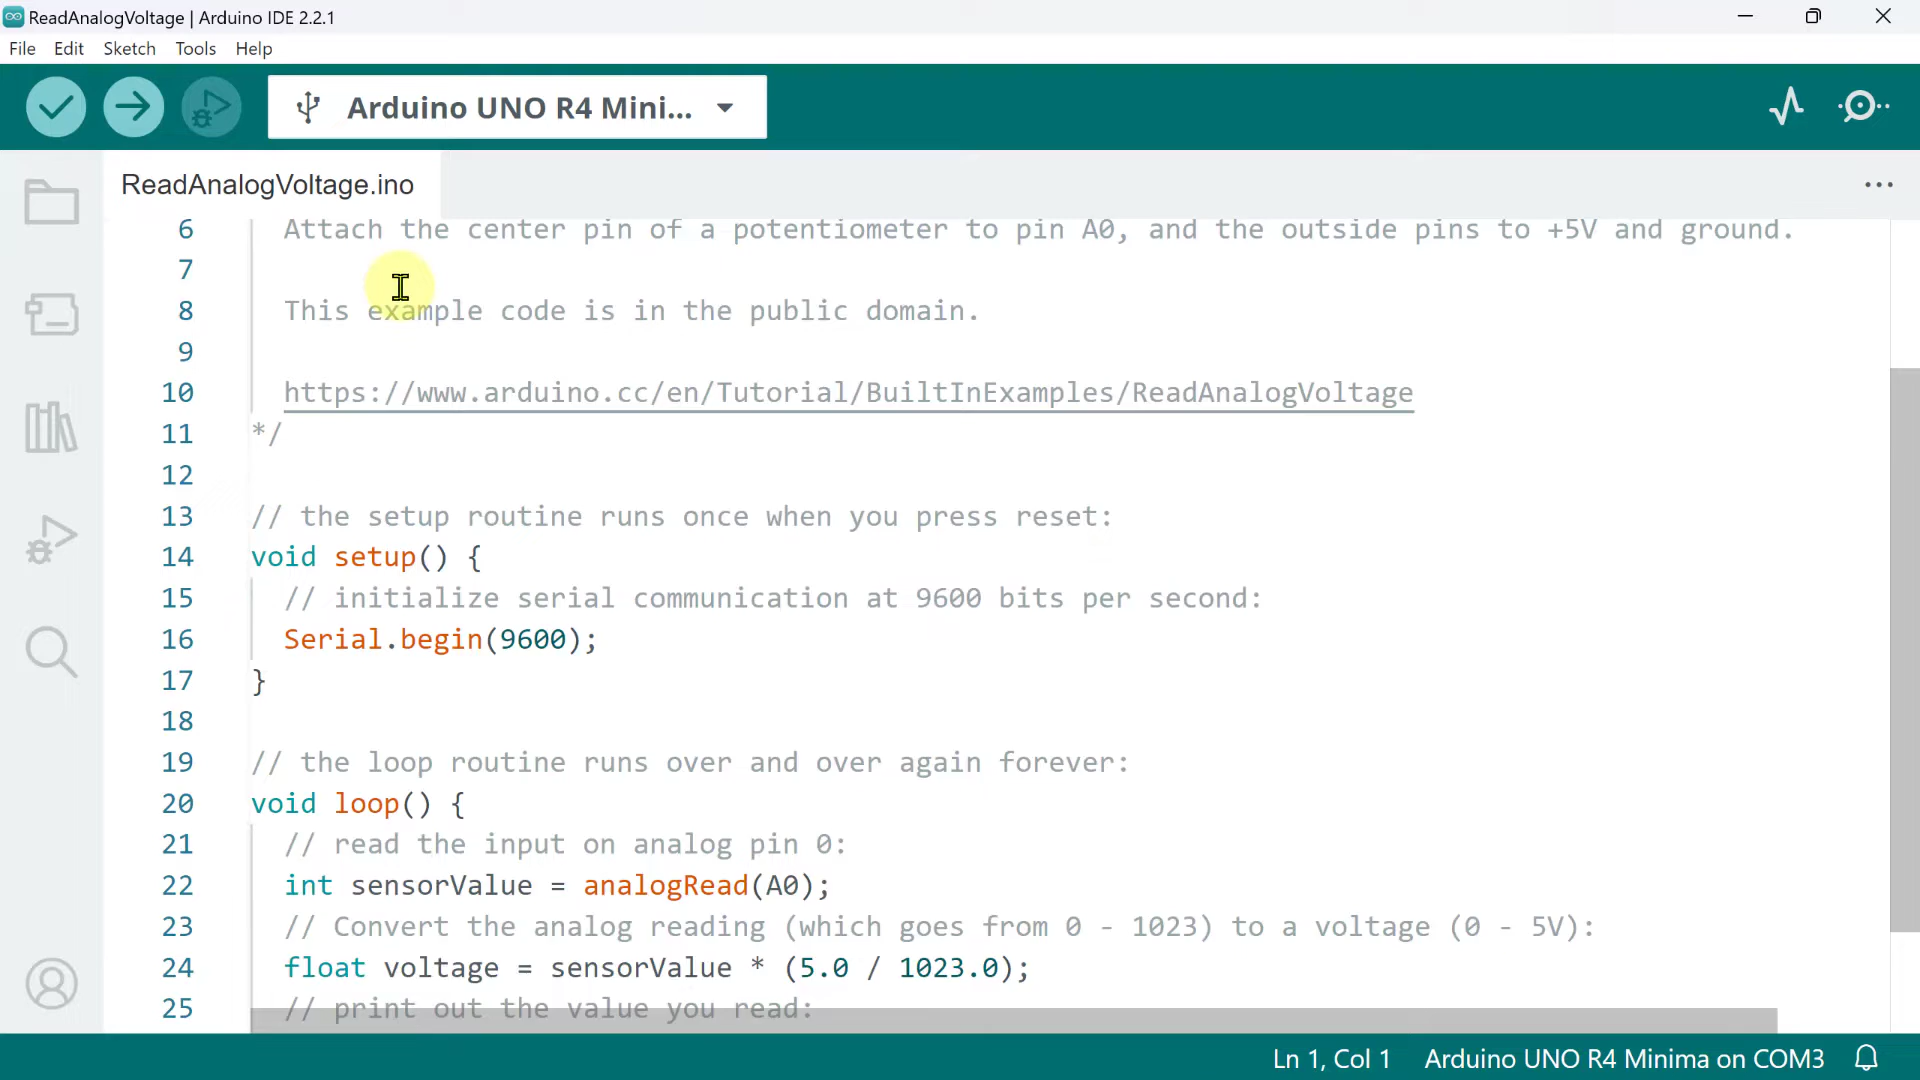 ReadAnalogVoltage | Arduino IDE 2.2.1
File Edit Sketch Tools Help
Arduino UNO R4 Mini...
ReadAnalogVoltage.ino
6 Attach the center pin of a potentiometer to pin A0, and the outside pins to +5V and ground.
7
8 This example code is in the public domain.
9
10 https://www.arduino.cc/en/Tutorial/BuiltInExamples/ReadAnalogVoltage
11 */
12
13 // the setup routine runs once when you press reset:
14 void setup() {
15 // initialize serial communication at 9600 bits per second:
16 Serial.begin(9600);
17 }
18
19 // the loop routine runs over and over again forever:
20 void loop() {
21 // read the input on analog pin 0:
22 int sensorValue = analogRead(A0);
23 // Convert the analog reading (which goes from 0 - 1023) to a voltage (0 - 5V):
24 float voltage = sensorValue * (5.0 / 1023.0);
25 // print out the value you read:
Ln 1, Col 1 Arduino UNO R4 Minima on COM3